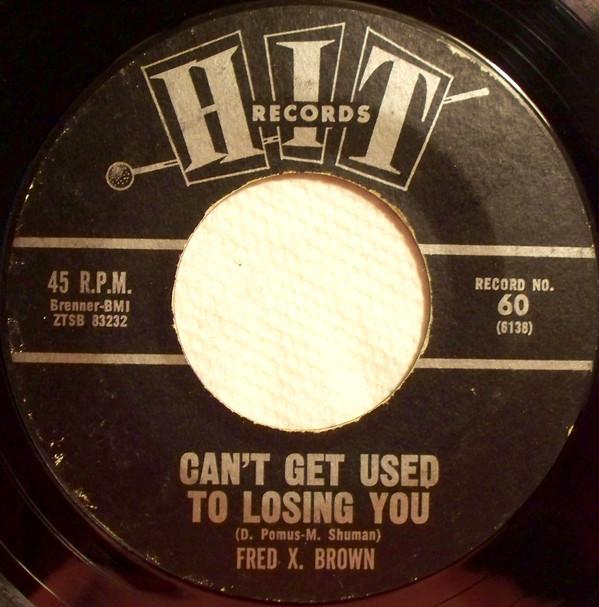 HIT
RECORDS
45 R.P.M.
Brenner-BMI
ZTSB 83232
RECORD NO.
60
(6138)
CAN'T GET USED
TO LOSING YOU
(D. Pomus-M. Shuman)
FRED X. BROWN